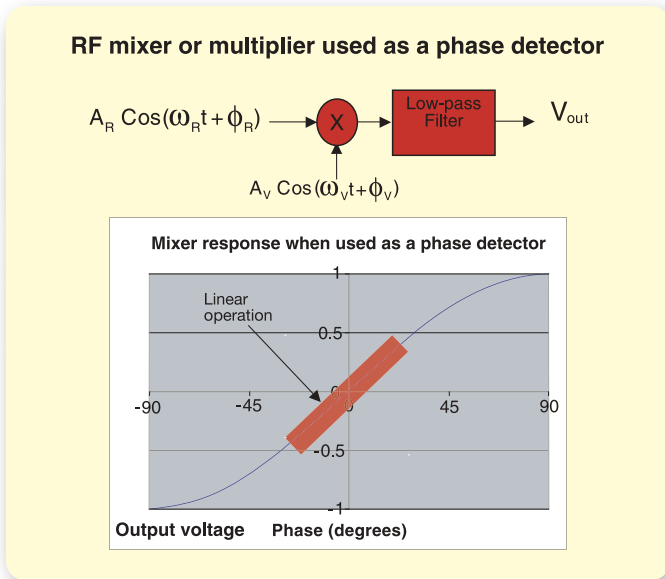 RF mixer or multiplier used as a phase detector
A_R Cos(ω_R t + ϕ_R)
X
Low-pass
Filter
V_out
A_V Cos(ω_V t + ϕ_V)
Mixer response when used as a phase detector
1
Linear
operation
0.5
0
-90
-45
0
45
90
-0.5
-1
Output voltage
Phase (degrees)